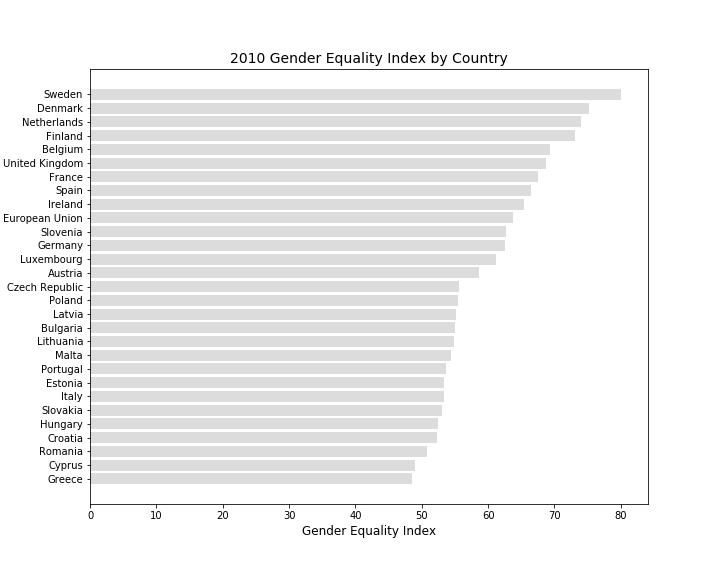 2010 Gender Equality Index by Country
Sweden
Denmark
Netherlands
Finland
Belgium
United Kingdom
France
Spain
Ireland
European Union
Slovenia
Germany
Luxembourg
Austria
Czech Republic
Poland
Latvia
Bulgaria
Lithuania
Malta
Portugal
Estonia
Italy
Slovakia
Hungary
Croatia
Romania
Cyprus
Greece
0 10 20 30 40 50 60 70 80
Gender Equality Index